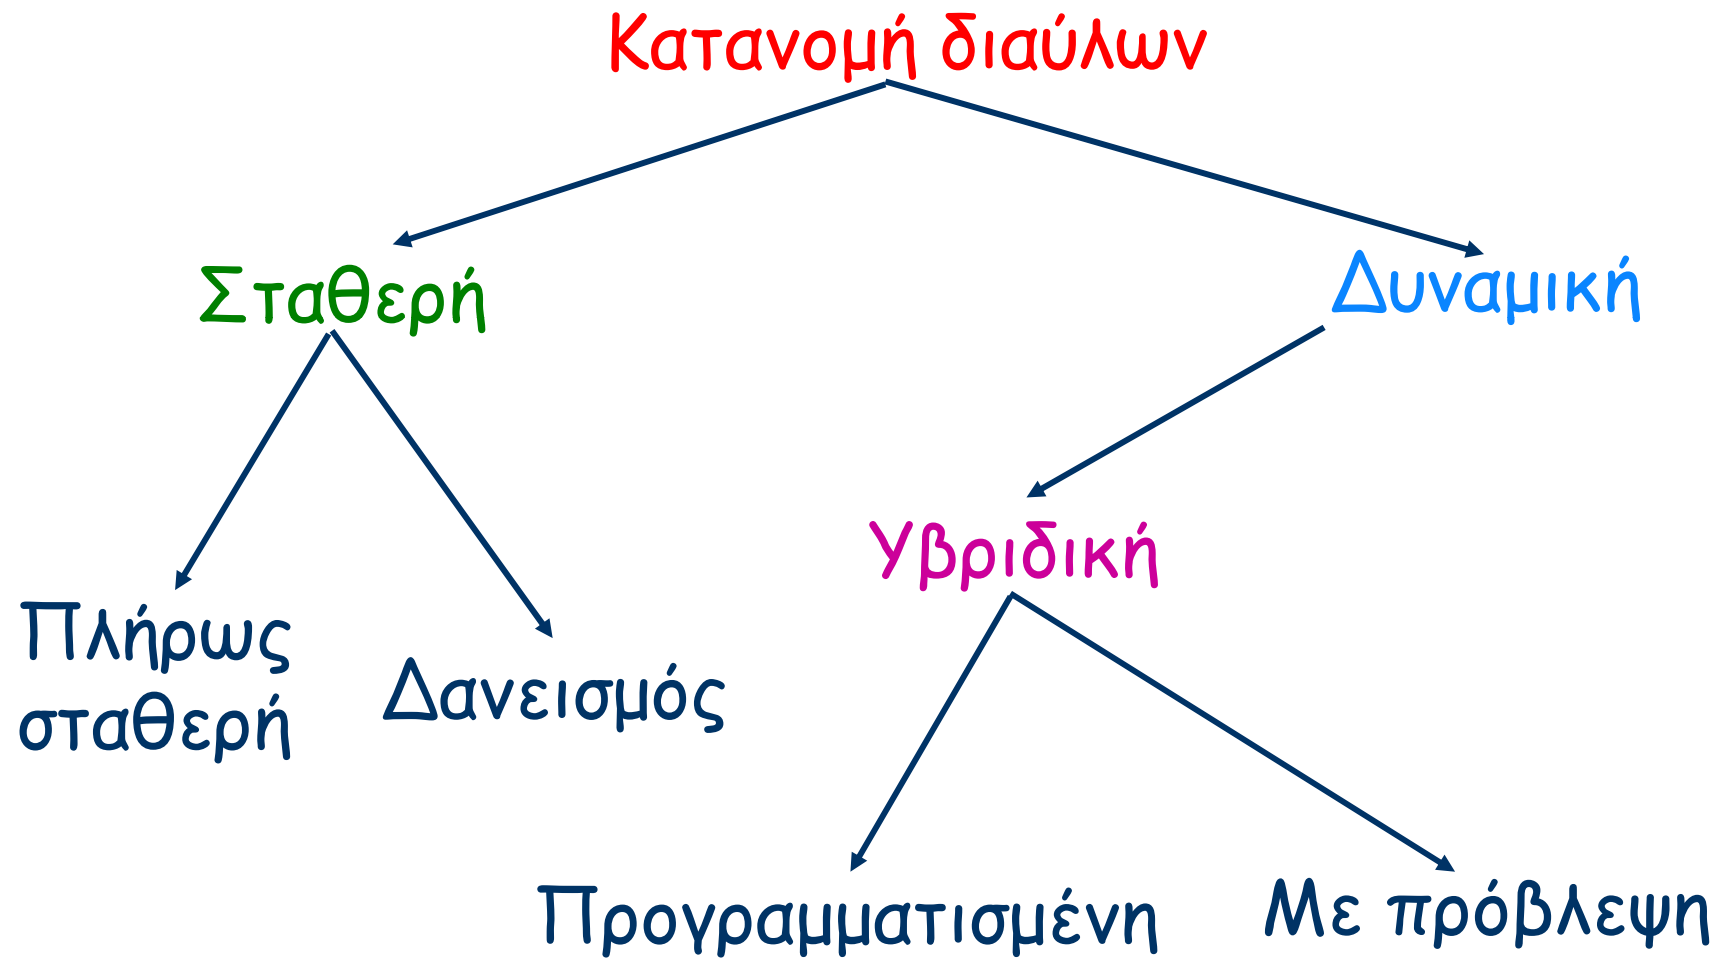 Κατανομή διαύλων
Σταθερή
Δυναμική
Υβριδική
Πλήρως
σταθερή
Δανεισμός
Προγραμματισμένη
Με πρόβλεψη